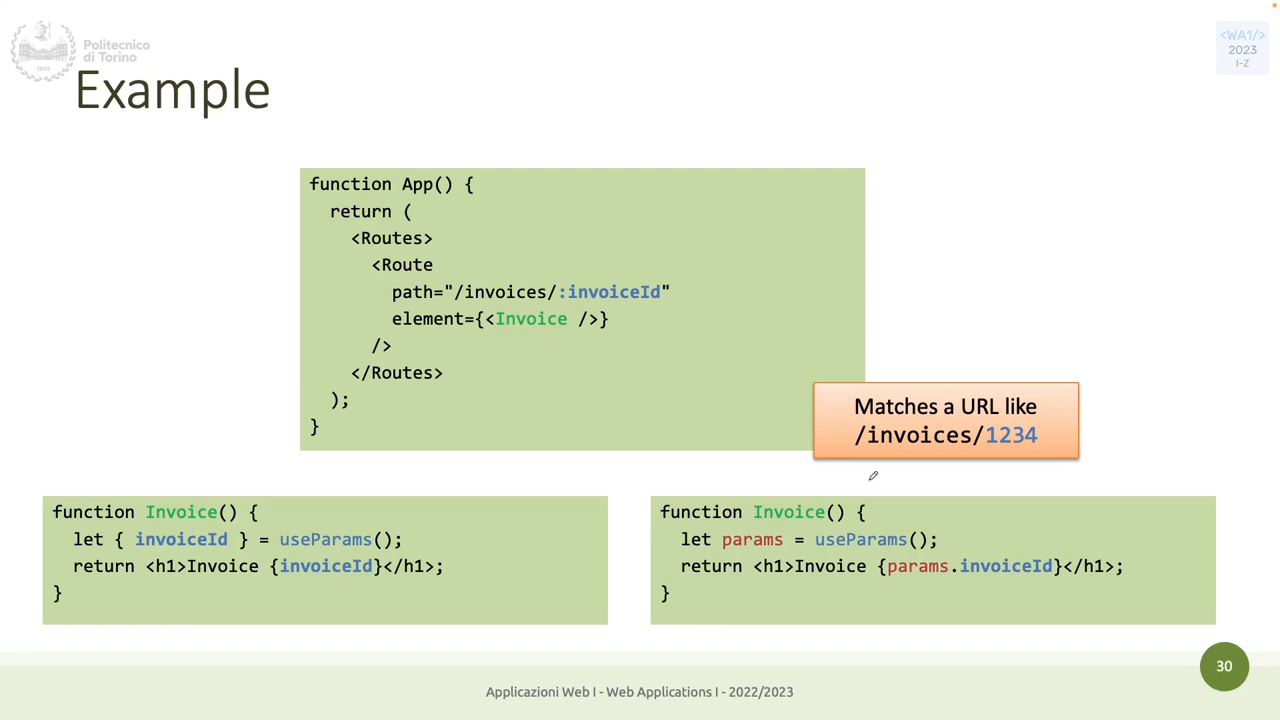 Politecnico
di Torino
1859
<WA1/>
2023
I-Z
Example
function App() {
  return (
    <Routes>
      <Route
        path="/invoices/:invoiceId"
        element={<Invoice />}
      />
    </Routes>
  );
}
Matches a URL like
/invoices/1234
function Invoice() {
  let { invoiceId } = useParams();
  return <h1>Invoice {invoiceId}</h1>;
}
function Invoice() {
  let params = useParams();
  return <h1>Invoice {params.invoiceId}</h1>;
}
30
Applicazioni Web I - Web Applications I - 2022/2023